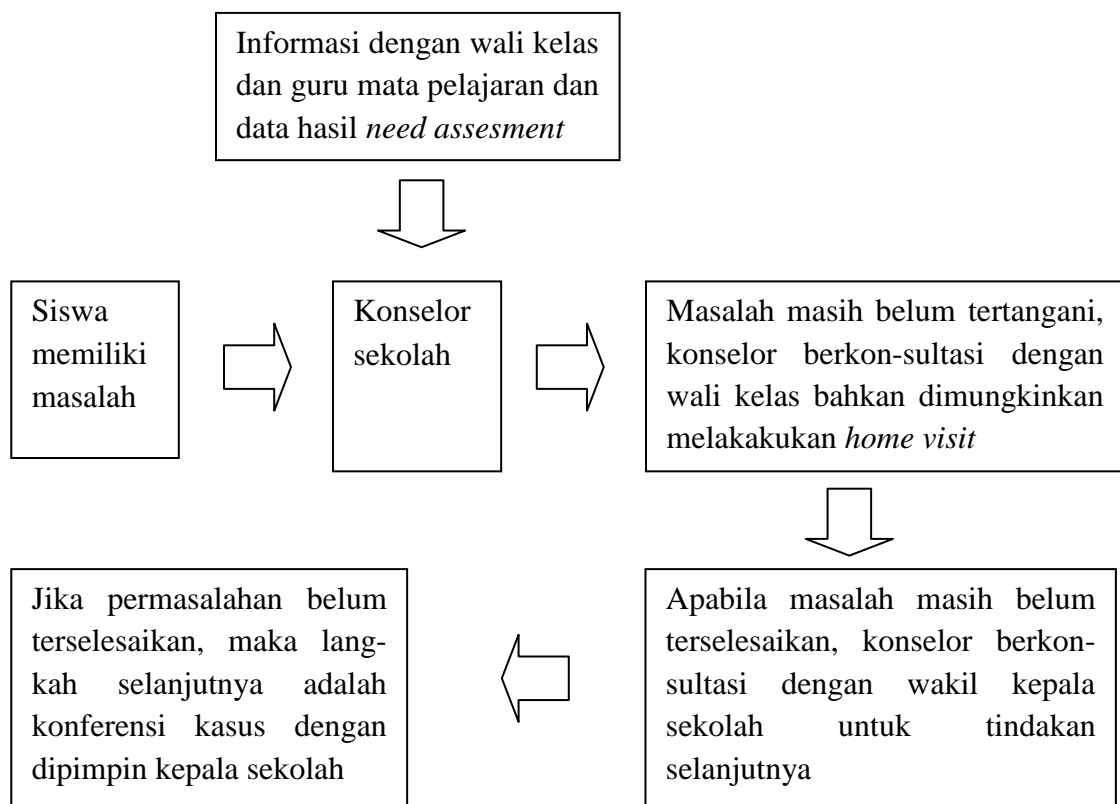 Informasi dengan wali kelas
dan guru mata pelajaran dan
data hasil need assesment
Siswa
memiliki
masalah
Konselor
sekolah
Masalah masih belum tertangani,
konselor berkon-sultasi dengan
wali kelas bahkan dimungkinkan
melakakukan home visit
Apabila masalah masih belum
terselesaikan, konselor berkon-
sultasi dengan wakil kepala
sekolah untuk tindakan
selanjutnya
Jika permasalahan belum
terselesaikan, maka lang-
kah selanjutnya adalah
konferensi kasus dengan
dipimpin kepala sekolah